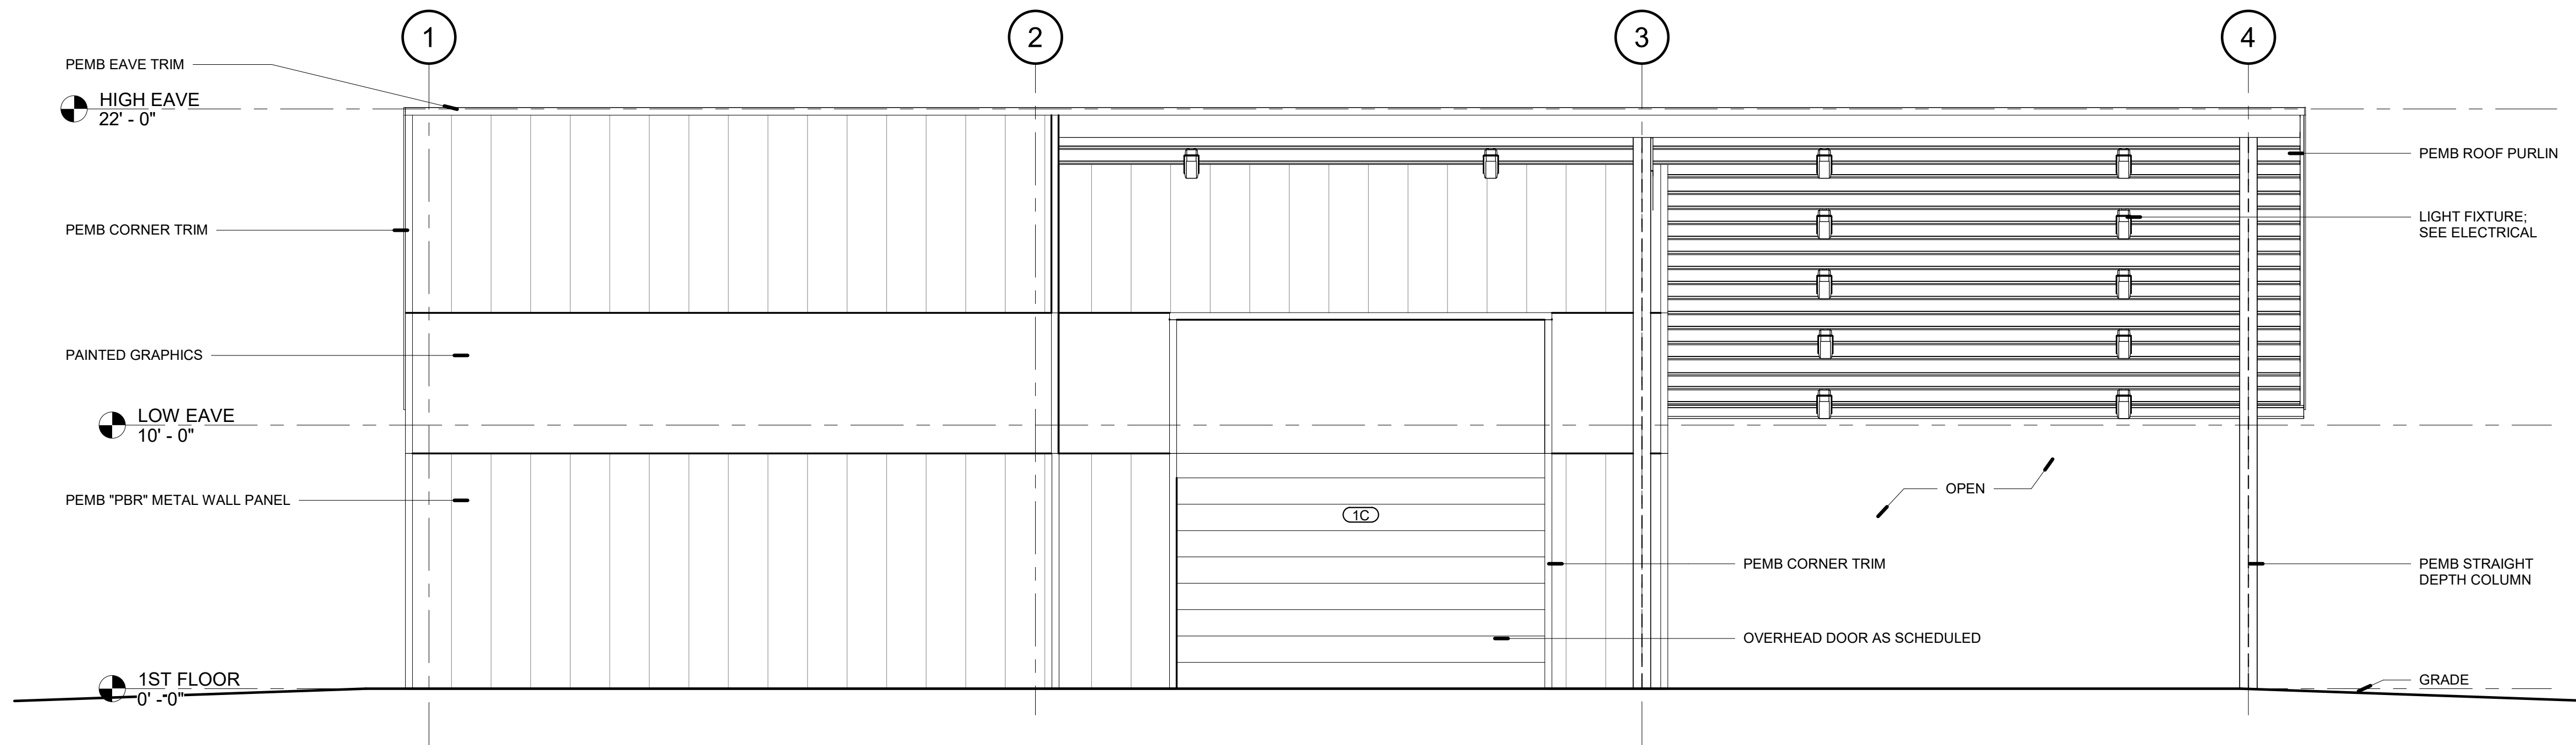 1
2
3
4
PEMB EAVE TRIM
HIGH EAVE
22' - 0"
PEMB ROOF PURLIN
LIGHT FIXTURE;
SEE ELECTRICAL
PEMB CORNER TRIM
PAINTED GRAPHICS
LOW EAVE
10' - 0"
OPEN
PEMB "PBR" METAL WALL PANEL
1C
PEMB CORNER TRIM
PEMB STRAIGHT
DEPTH COLUMN
OVERHEAD DOOR AS SCHEDULED
1ST FLOOR
0' - 0"
GRADE